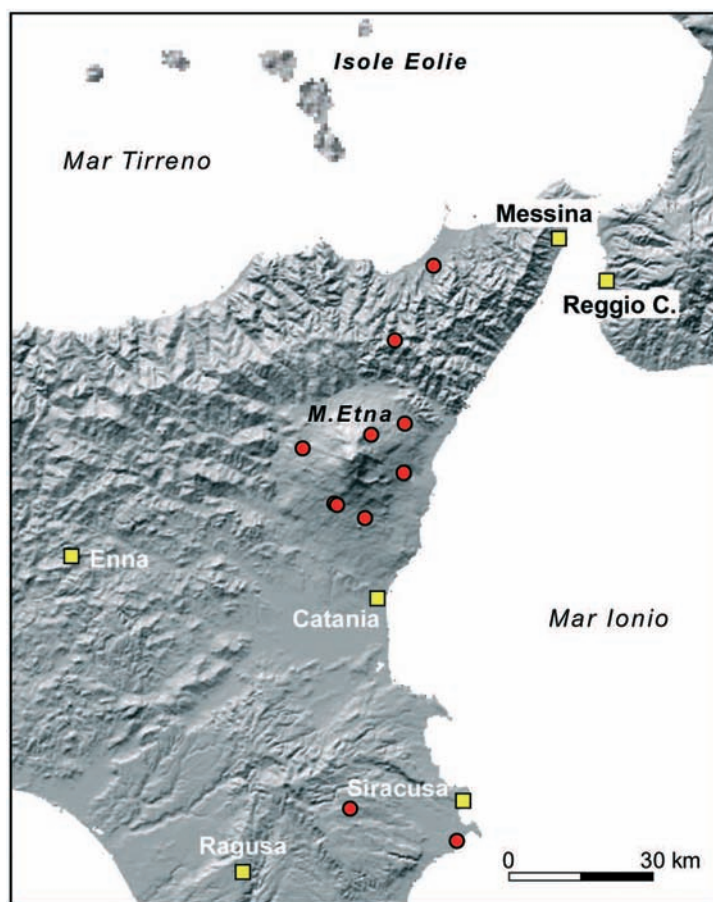 Isole Eolie
Mar Tirreno
Messina
Reggio C.
M.Etna
Enna
Catania
Mar Ionio
Siracusa
Ragusa
0 30 km